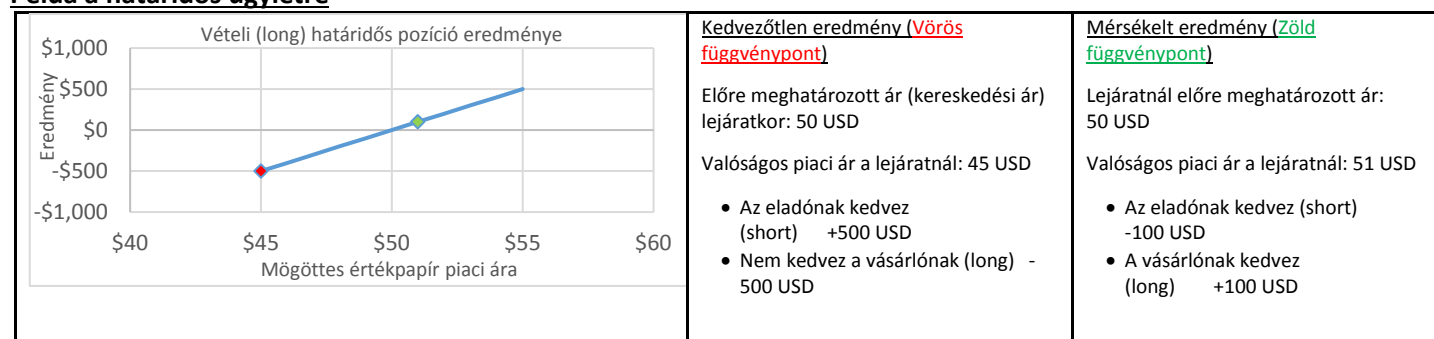 Példa a határidős ügyletre
Vételi (long) határidős pozíció eredménye
$1,000
$500
$0
-$500
-$1,000
Eredmény
$40 $45 $50 $55 $60
Mögöttes értékpapír piaci ára
Kedvezőtlen eredmény (Vörös
függvénypont)
Előre meghatározott ár (kereskedési ár)
lejáratkor: 50 USD
Valóságos piaci ár a lejáratnál: 45 USD
• Az eladónak kedvez
(short) +500 USD
• Nem kedvez a vásárlónak (long) -
500 USD
Mérsékelt eredmény (Zöld
függvénypont)
Lejáratnál előre meghatározott ár:
50 USD
Valóságos piaci ár a lejáratnál: 51 USD
• Az eladónak kedvez (short)
-100 USD
• A vásárlónak kedvez
(long) +100 USD